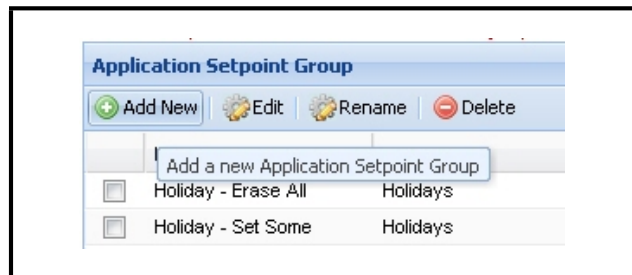 Application Setpoint Group
Add New Edit Rename Delete
Add a new Application Setpoint Group
Holiday - Erase All Holidays
Holiday - Set Some Holidays